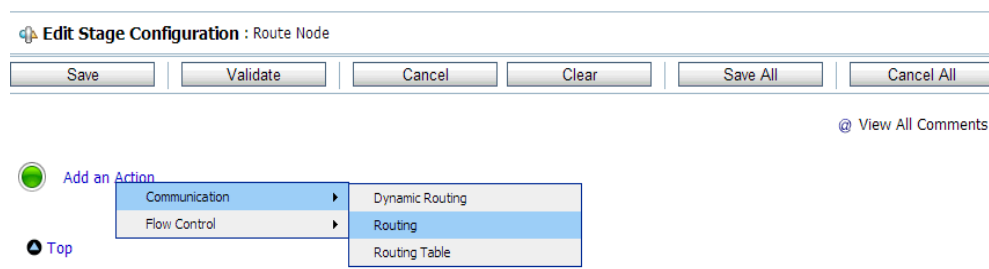 Edit Stage Configuration : Route Node
Save Validate Cancel Clear Save All Cancel All
@ View All Comments
Add an Action
Communication Dynamic Routing
Flow Control Routing
Top Routing Table